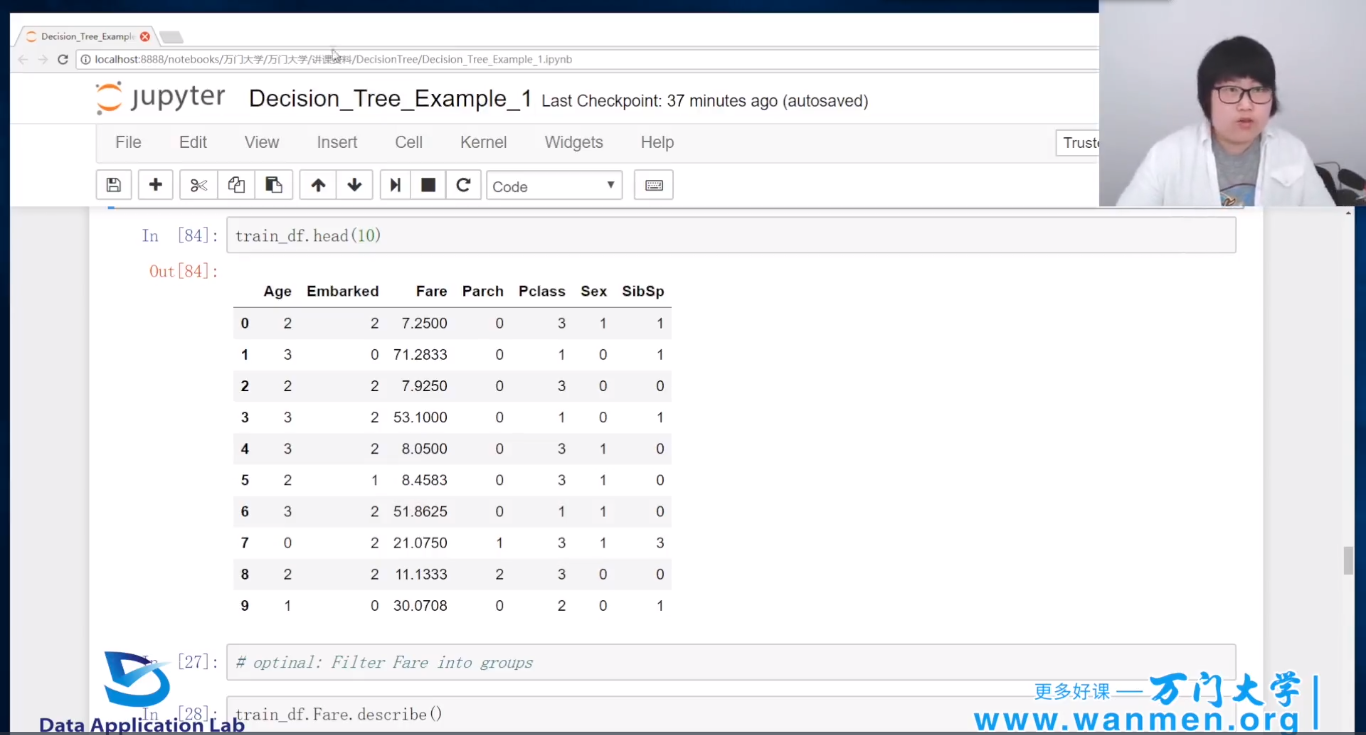 Decision_Tree_Example
localhost:8888/notebooks/万门大学/万门大学/讲课资料/DecisionTree/Decision_Tree_Example_1.ipynb
jupyter Decision_Tree_Example_1 Last Checkpoint: 37 minutes ago (autosaved)
File Edit View Insert Cell Kernel Widgets Help Truste
Code
In [84]: train_df.head(10)
Out[84]:
Age Embarked Fare Parch Pclass Sex SibSp
0 2 2 7.2500 0 3 1 1
1 3 0 71.2833 0 1 0 1
2 2 2 7.9250 0 3 0 0
3 3 2 53.1000 0 1 0 1
4 3 2 8.0500 0 3 1 0
5 2 1 8.4583 0 3 1 0
6 3 2 51.8625 0 1 1 0
7 0 2 21.0750 1 3 1 3
8 2 2 11.1333 2 3 0 0
9 1 0 30.0708 0 2 0 1
In [27]: # optinal: Filter Fare into groups
In [28]: train_df.Fare.describe()
Data Application Lab
更多好课 — 万门大学
www.wanmen.org